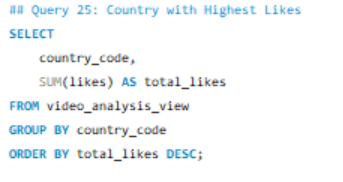 ## Query 25: Country with Highest Likes
SELECT
    country_code,
    SUM(likes) AS total_likes
FROM video_analysis_view
GROUP BY country_code
ORDER BY total_likes DESC;